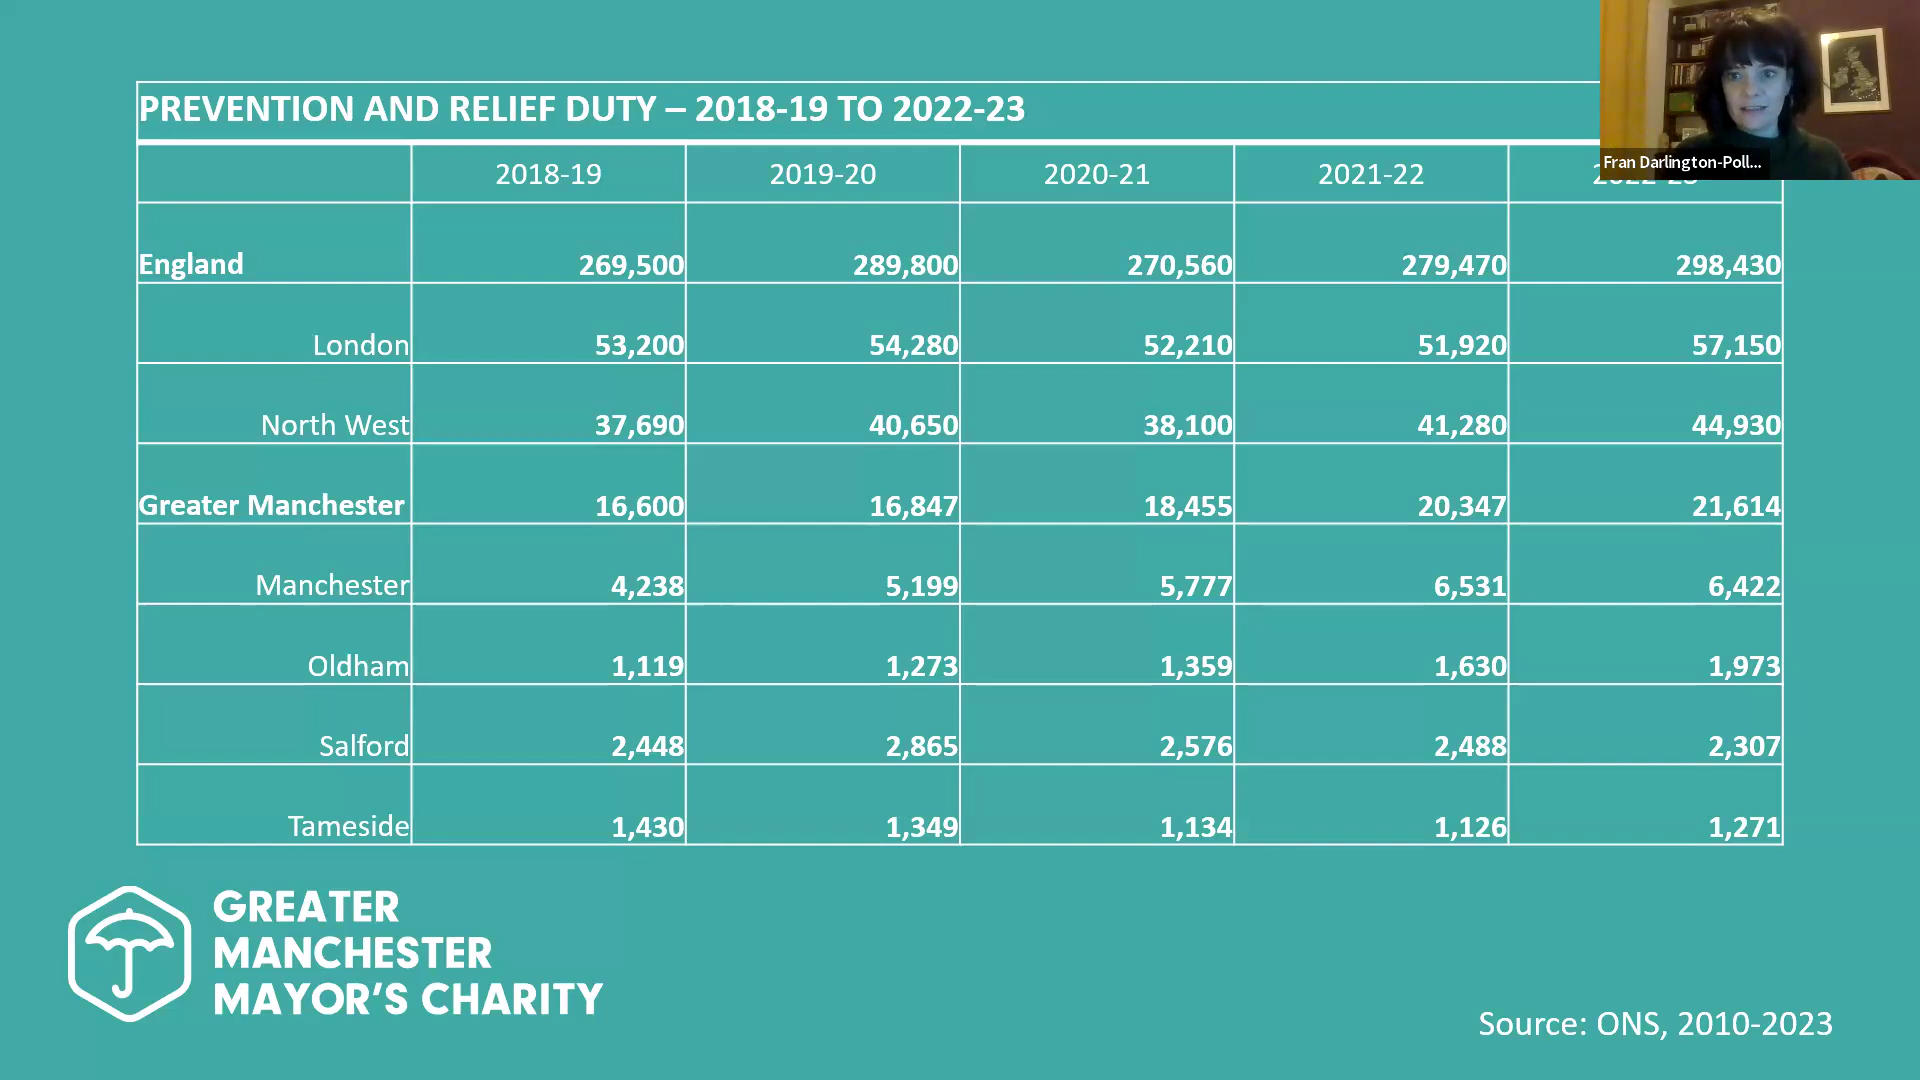 PREVENTION AND RELIEF DUTY – 2018-19 TO 2022-23
Fran Darlington-Poll...
2018-19 2019-20 2020-21 2021-22 2022-23
England 269,500 289,800 270,560 279,470 298,430
London 53,200 54,280 52,210 51,920 57,150
North West 37,690 40,650 38,100 41,280 44,930
Greater Manchester 16,600 16,847 18,455 20,347 21,614
Manchester 4,238 5,199 5,777 6,531 6,422
Oldham 1,119 1,273 1,359 1,630 1,973
Salford 2,448 2,865 2,576 2,488 2,307
Tameside 1,430 1,349 1,134 1,126 1,271
GREATER
MANCHESTER
MAYOR'S CHARITY
Source: ONS, 2010-2023